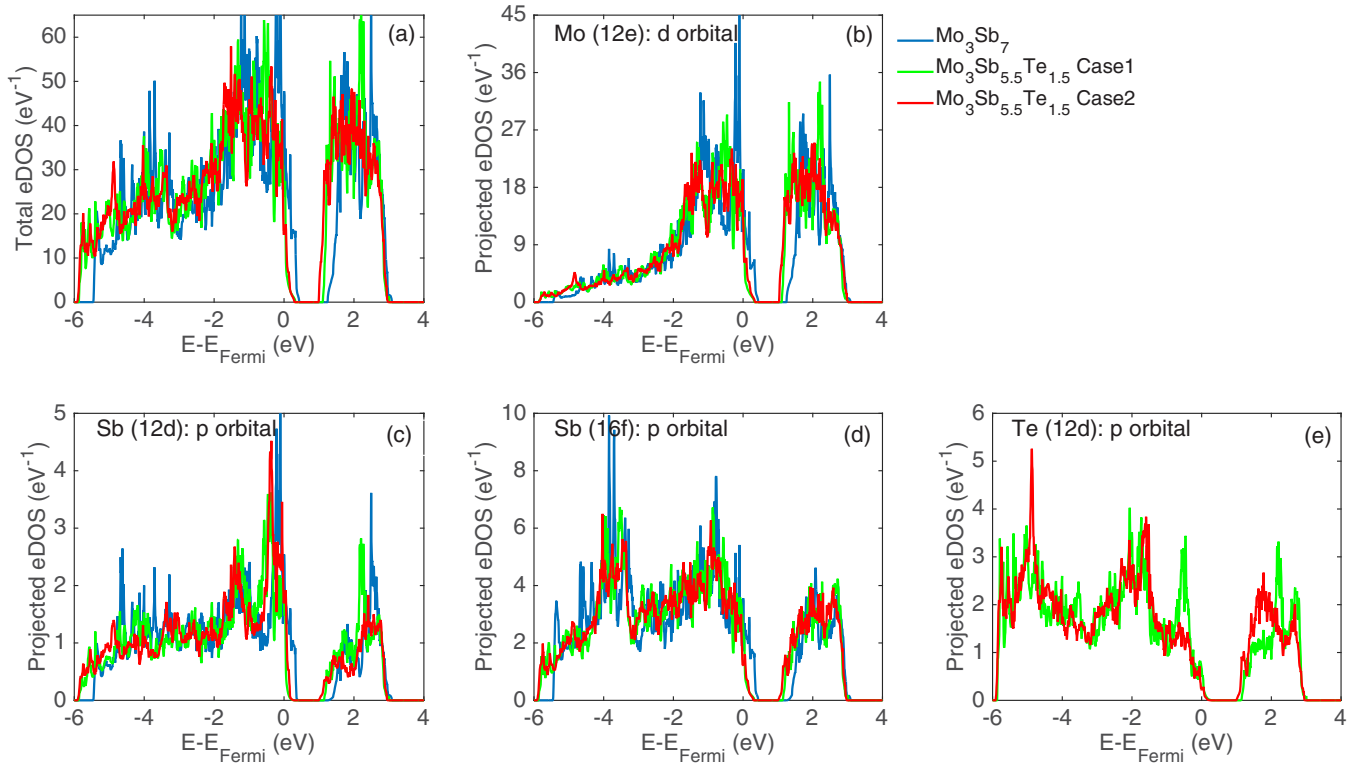 Total eDOS (eV⁻¹)
60
50
40
30
20
10
0
(a)
-6 -4 -2 0 2 4
E-E_Fermi (eV)
Projected eDOS (eV⁻¹)
45
36
27
18
9
0
Mo (12e): d orbital
(b)
-6 -4 -2 0 2 4
E-E_Fermi (eV)
Mo₃Sb₇
Mo₃Sb₅.₅Te₁.₅ Case1
Mo₃Sb₅.₅Te₁.₅ Case2
Projected eDOS (eV⁻¹)
5
4
3
2
1
0
Sb (12d): p orbital
(c)
-6 -4 -2 0 2 4
E-E_Fermi (eV)
Projected eDOS (eV⁻¹)
10
8
6
4
2
0
Sb (16f): p orbital
(d)
-6 -4 -2 0 2 4
E-E_Fermi (eV)
Projected eDOS (eV⁻¹)
6
5
4
3
2
1
0
Te (12d): p orbital
(e)
-6 -4 -2 0 2 4
E-E_Fermi (eV)